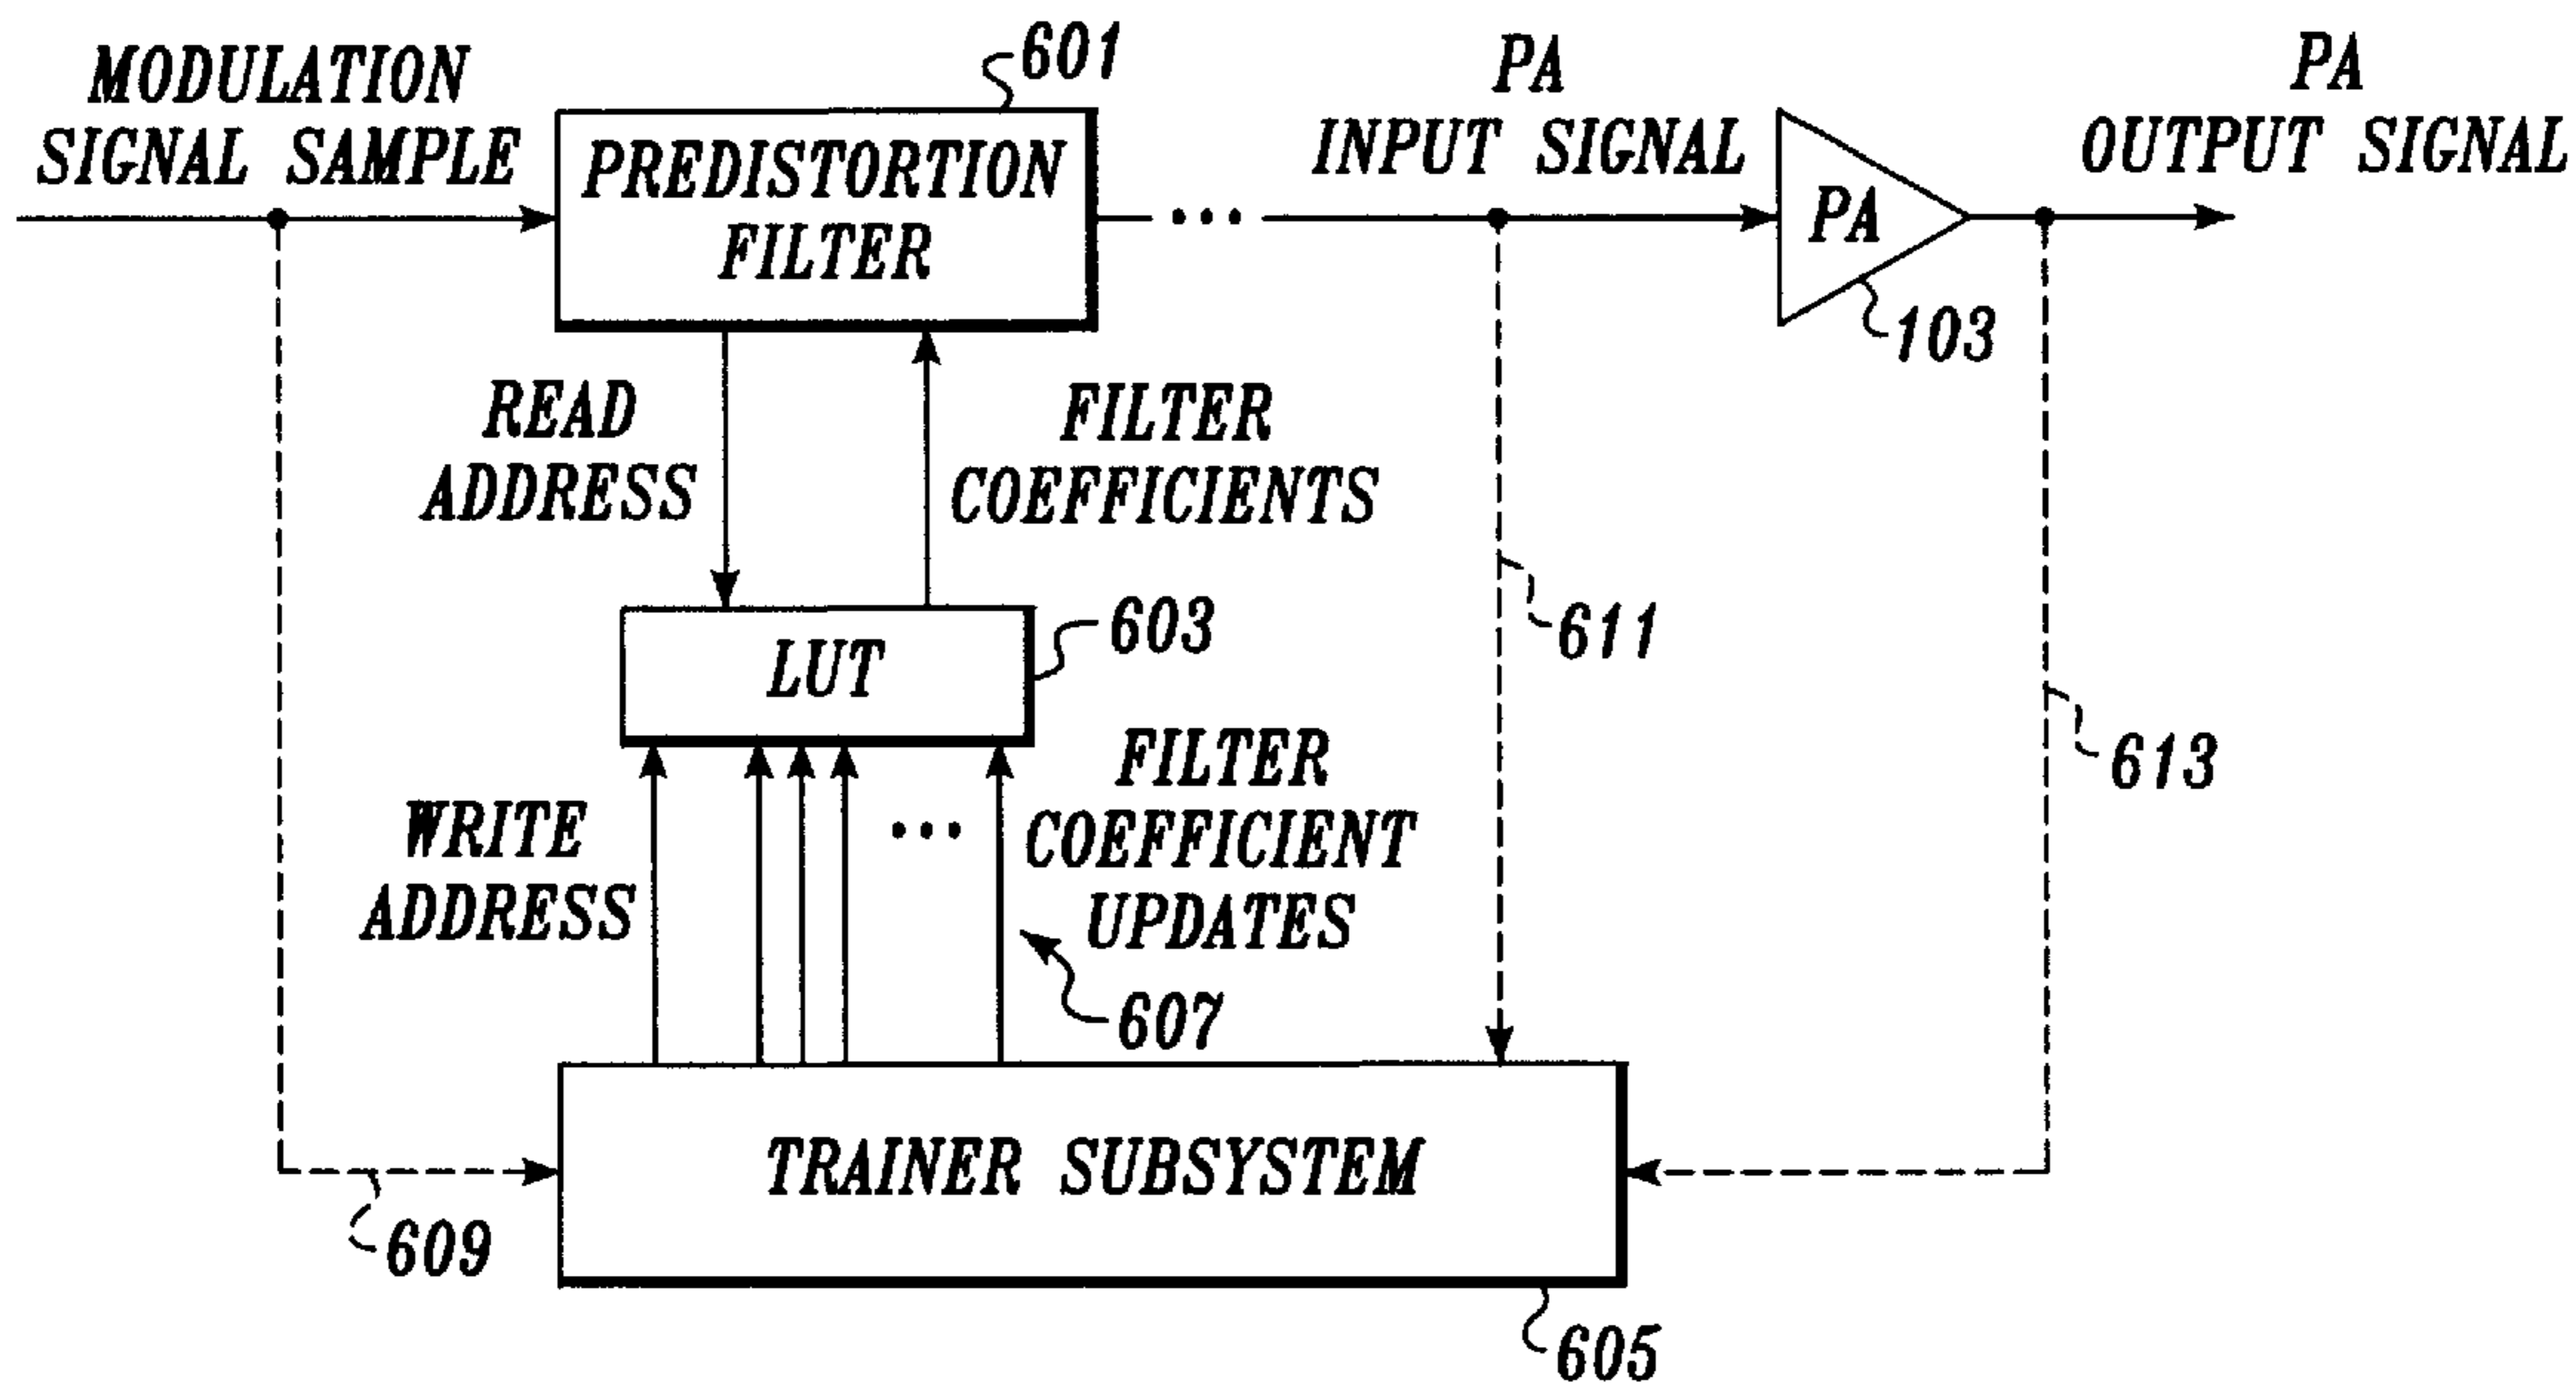 MODULATION
SIGNAL SAMPLE
601
PREDISTORTION
FILTER
PA
INPUT SIGNAL
PA
103
PA
OUTPUT SIGNAL
READ
ADDRESS
FILTER
COEFFICIENTS
LUT
603
611
613
WRITE
ADDRESS
...
FILTER
COEFFICIENT
UPDATES
607
TRAINER SUBSYSTEM
609
605